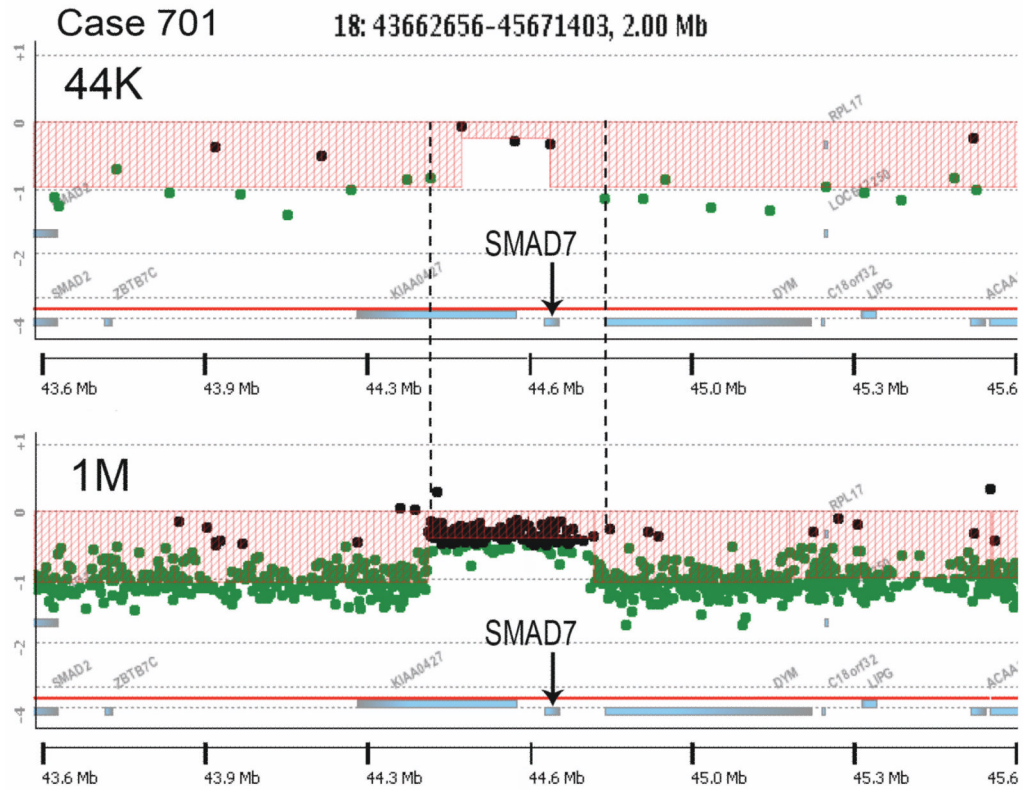 Case 701
18: 43662656-45671403, 2.00 Mb
44K
+1
0
-1
-2
-4
RPL17
SMAD2
SMAD7
SMAD2
ZBTB7C
KIAA0427
DYM
C18orf32
LIPG
ACAA
43.6 Mb
43.9 Mb
44.3 Mb
44.6 Mb
45.0 Mb
45.3 Mb
45.6
1M
+1
0
-1
-2
-4
RPL17
SMAD7
SMAD2
ZBTB7C
KIAA0427
DYM
C18orf32
LIPG
ACAA
43.6 Mb
43.9 Mb
44.3 Mb
44.6 Mb
45.0 Mb
45.3 Mb
45.6